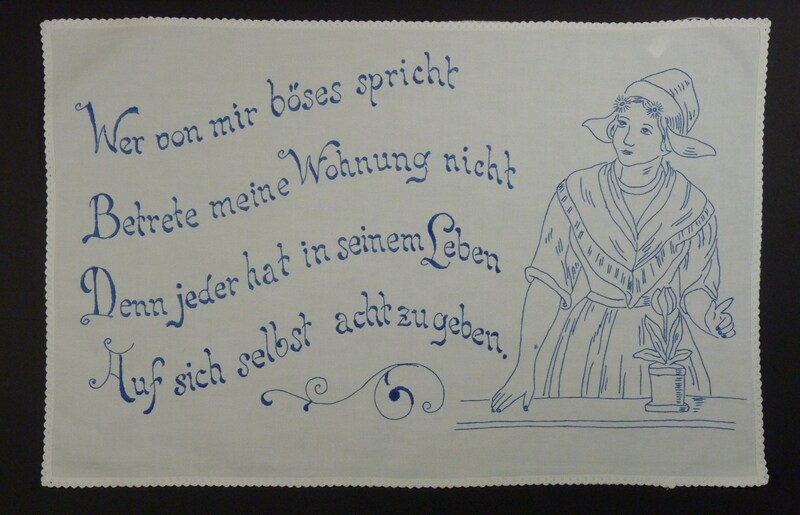 Wer von mir böses spricht
Betrete meine Wohnung nicht
Denn jeder hat in seinem Leben
Auf sich selbst acht zu geben.